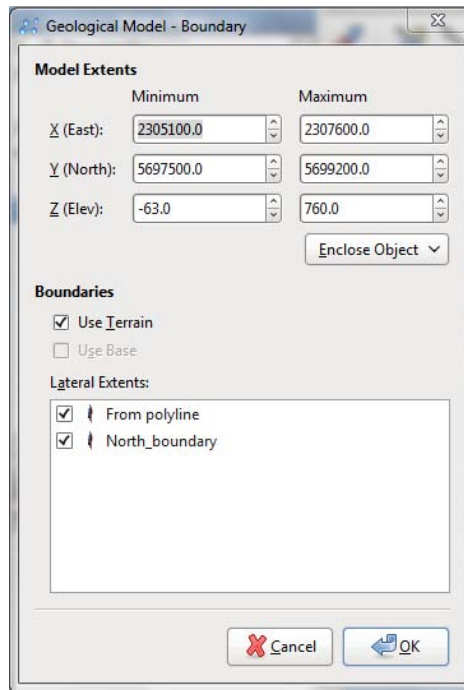 Geological Model - Boundary
Model Extents
Minimum Maximum
X (East): 2305100.0 2307600.0
Y (North): 5697500.0 5699200.0
Z (Elev): -63.0 760.0
Enclose Object
Boundaries
Use Terrain
Use Base
Lateral Extents:
From polyline
North_boundary
Cancel OK